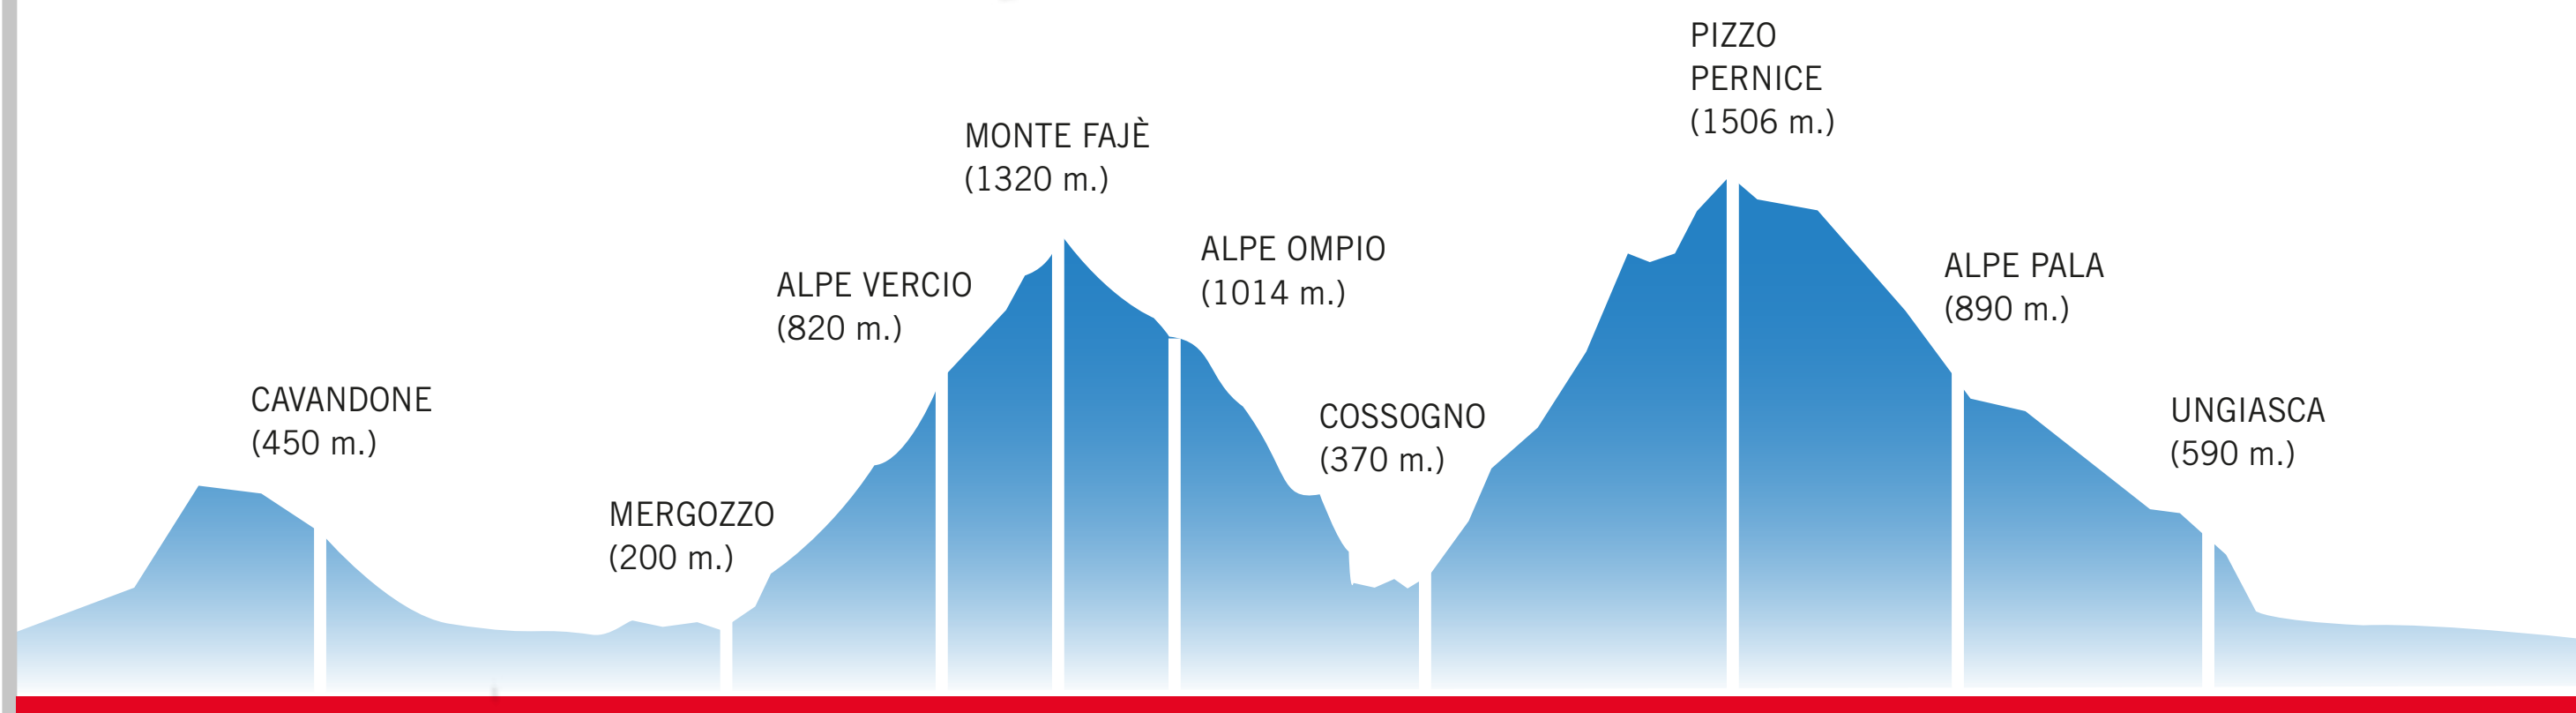 CAVANDONE
(450 m.)
MERGOZZO
(200 m.)
ALPE VERCIO
(820 m.)
MONTE FAJÈ
(1320 m.)
ALPE OMPIO
(1014 m.)
COSSOGNO
(370 m.)
PIZZO
PERNICE
(1506 m.)
ALPE PALA
(890 m.)
UNGIASCA
(590 m.)